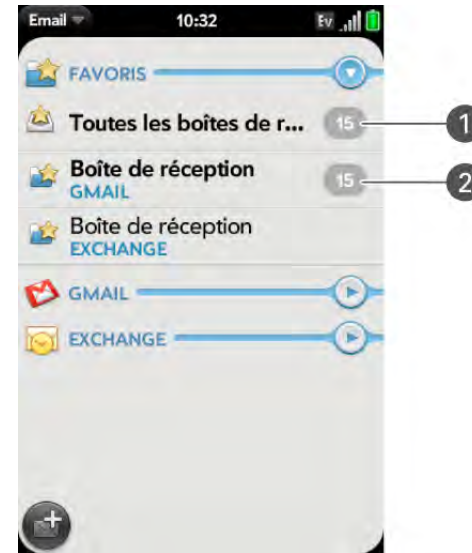 Email 10:32 Ev
FAVORIS
Toutes les boîtes de r... 15 1
Boîte de réception 15 2
GMAIL
Boîte de réception
EXCHANGE
GMAIL
EXCHANGE